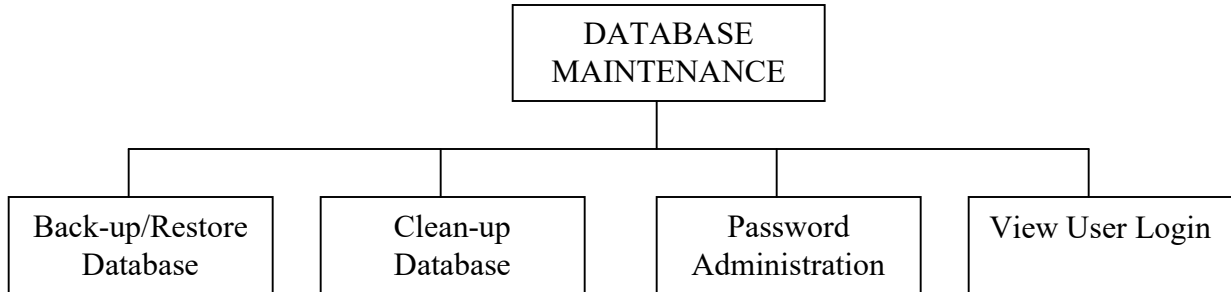 DATABASE
MAINTENANCE
Back-up/Restore
Database
Clean-up
Database
Password
Administration
View User Login